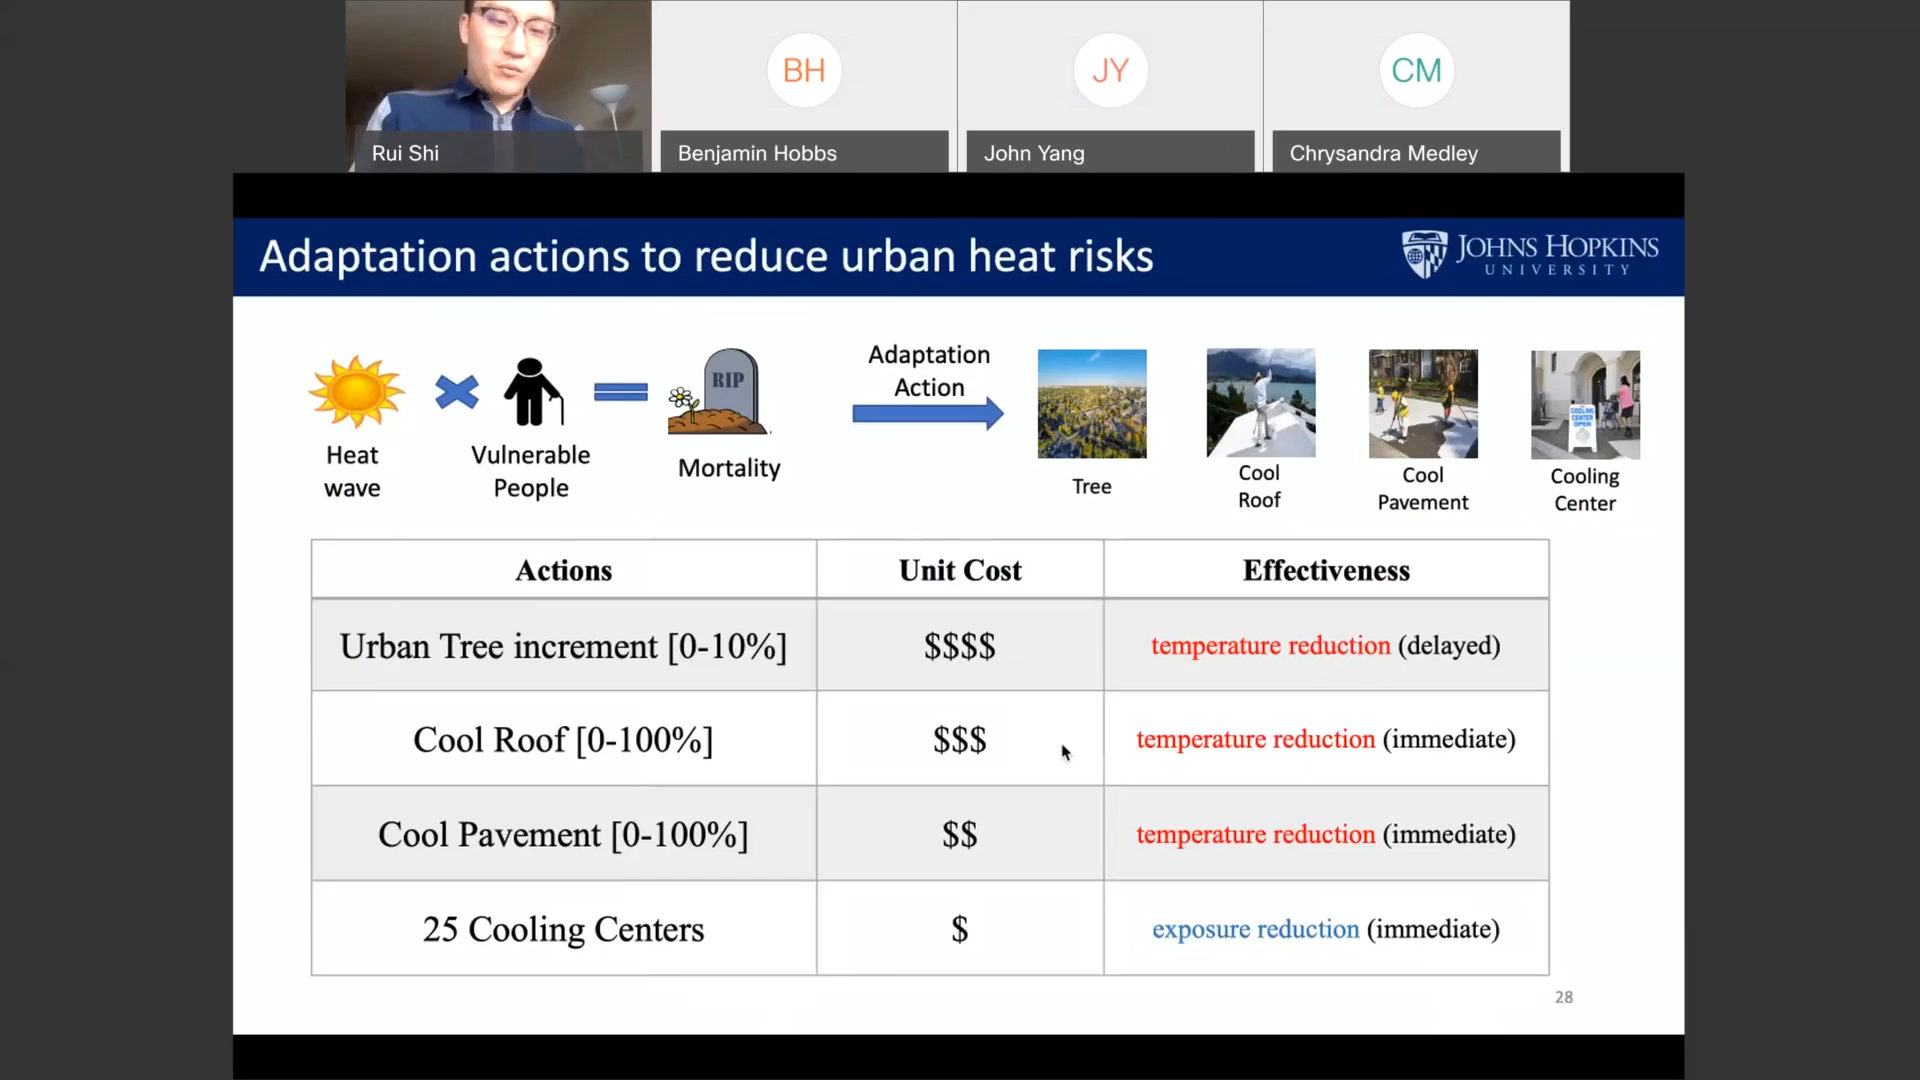 BH
JY
CM
Rui Shi
Benjamin Hobbs
John Yang
Chrysandra Medley
Adaptation actions to reduce urban heat risks
JOHNS HOPKINS
UNIVERSITY
Heat
wave
Vulnerable
People
RIP
Mortality
Adaptation
Action
Tree
Cool
Roof
Cool
Pavement
COOLING
CENTER
OPEN
Cooling
Center
Actions
Unit Cost
Effectiveness
Urban Tree increment [0-10%]
$$$$
temperature reduction (delayed)
Cool Roof [0-100%]
$$$
temperature reduction (immediate)
Cool Pavement [0-100%]
$$
temperature reduction (immediate)
25 Cooling Centers
$
exposure reduction (immediate)
28